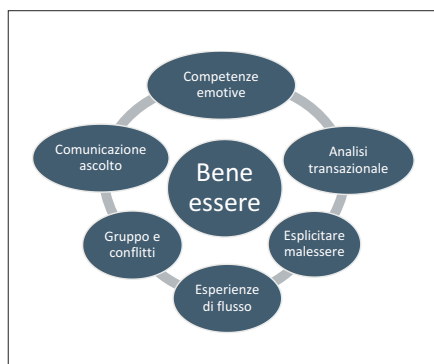 Competenze
emotive
Comunicazione
ascolto
Analisi
transazionale
Bene
essere
Gruppo e
conflitti
Esplicitare
malessere
Esperienze
di flusso